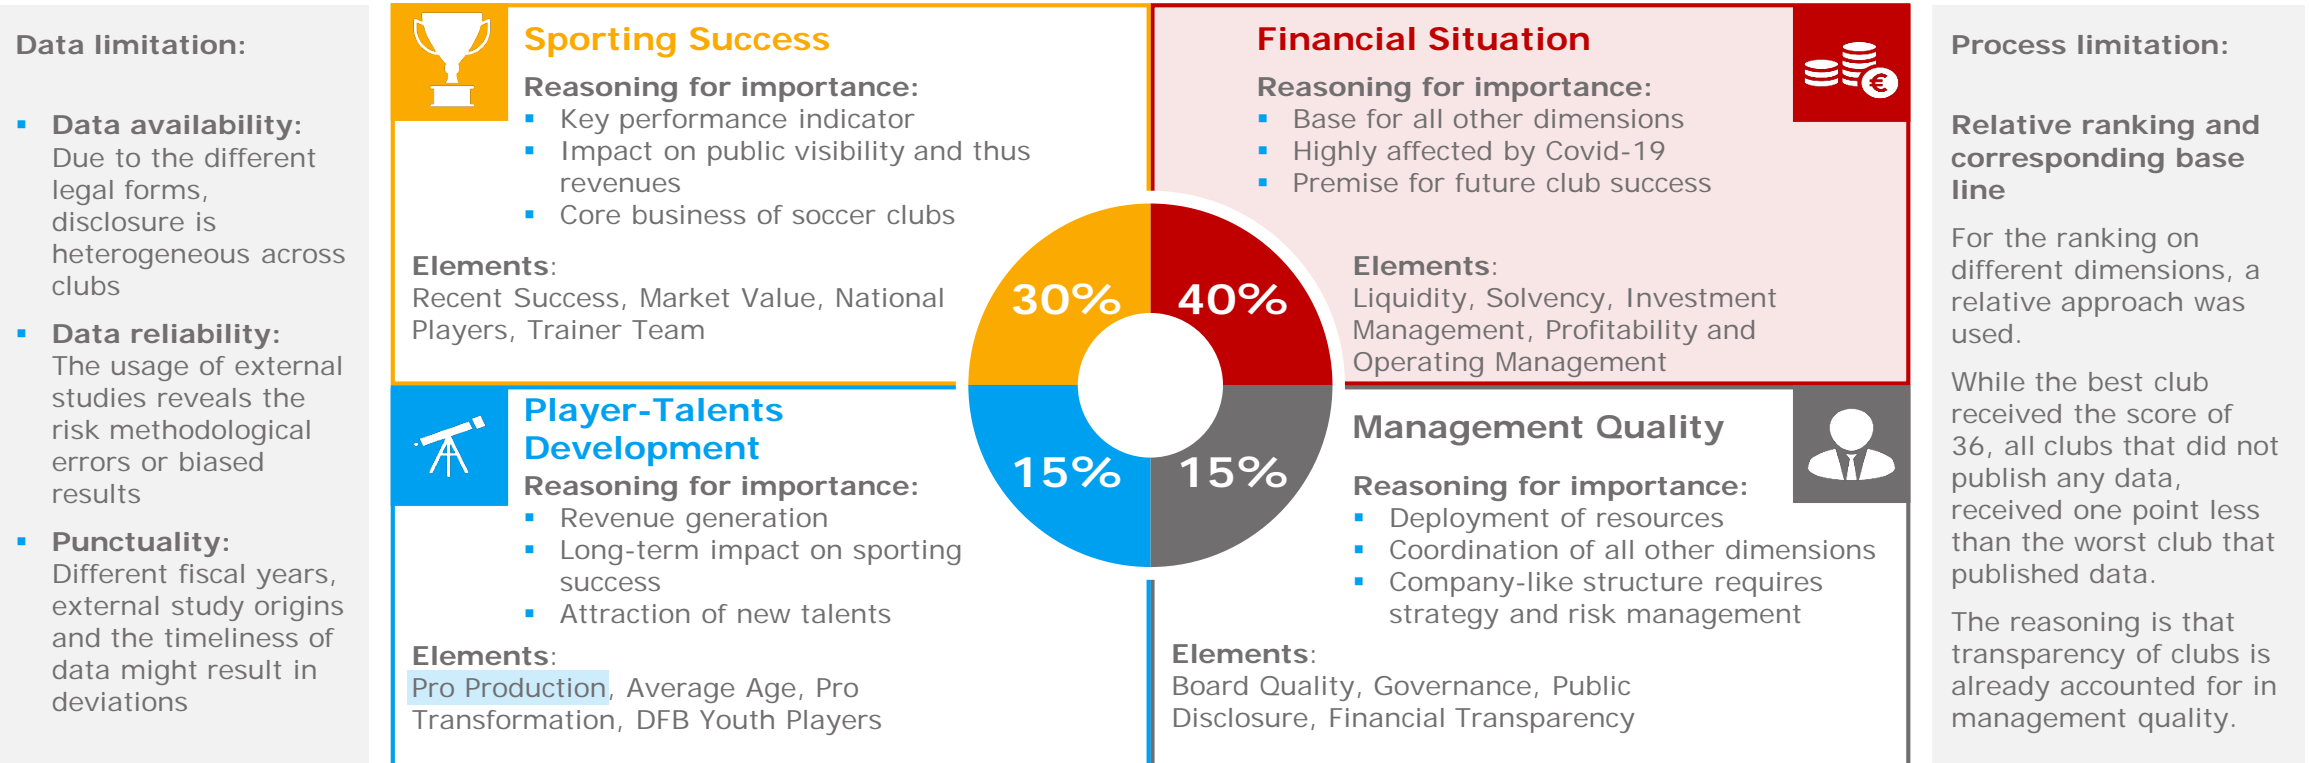 Data limitation:
▪ Data availability:
Due to the different
legal forms,
disclosure is
heterogeneous across
clubs
▪ Data reliability:
The usage of external
studies reveals the
risk methodological
errors or biased
results
▪ Punctuality:
Different fiscal years,
external study origins
and the timeliness of
data might result in
deviations
Sporting Success
Reasoning for importance:
▪ Key performance indicator
▪ Impact on public visibility and thus
revenues
▪ Core business of soccer clubs
Elements:
Recent Success, Market Value, National
Players, Trainer Team
30%
Financial Situation
€
Reasoning for importance:
▪ Base for all other dimensions
▪ Highly affected by Covid-19
▪ Premise for future club success
Elements:
Liquidity, Solvency, Investment
Management, Profitability and
Operating Management
40%
Player-Talents
Development
Reasoning for importance:
▪ Revenue generation
▪ Long-term impact on sporting
success
▪ Attraction of new talents
Elements:
Pro Production, Average Age, Pro
Transformation, DFB Youth Players
15%
Management Quality
Reasoning for importance:
▪ Deployment of resources
▪ Coordination of all other dimensions
▪ Company-like structure requires
strategy and risk management
Elements:
Board Quality, Governance, Public
Disclosure, Financial Transparency
15%
Process limitation:
Relative ranking and
corresponding base
line
For the ranking on
different dimensions, a
relative approach was
used.
While the best club
received the score of
36, all clubs that did not
publish any data,
received one point less
than the worst club that
published data.
The reasoning is that
transparency of clubs is
already accounted for in
management quality.